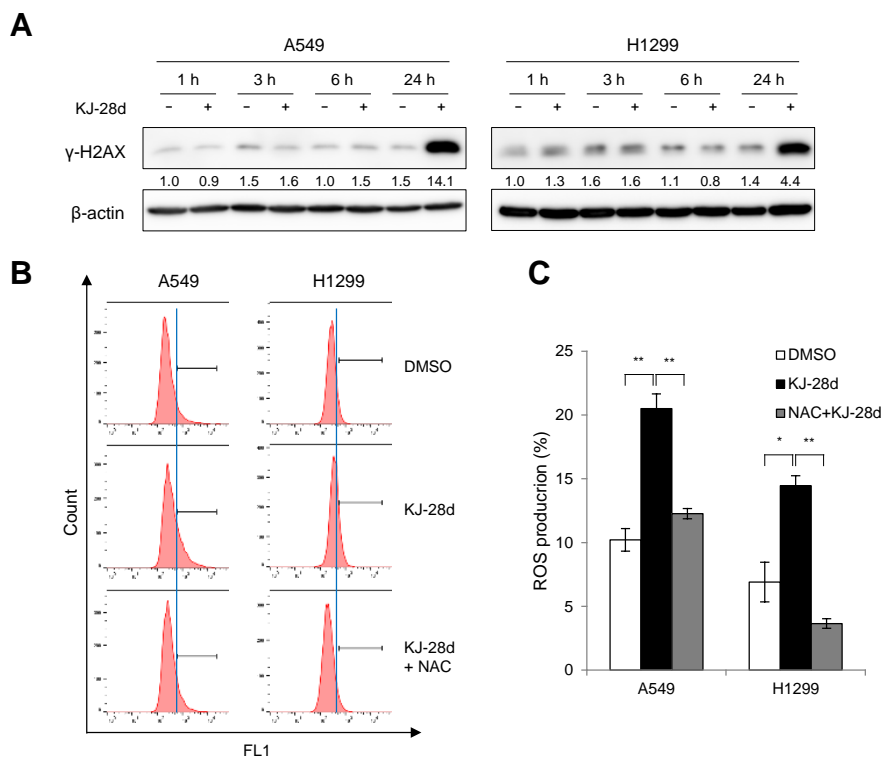 A
A549 H1299
1 h 3 h 6 h 24 h 1 h 3 h 6 h 24 h
KJ-28d − + − + − + − + − + − + − + − +
γ-H2AX
1.0 0.9 1.5 1.6 1.0 1.5 1.5 14.1 1.0 1.3 1.6 1.6 1.1 0.8 1.4 4.4
β-actin
B
A549 H1299
DMSO
KJ-28d
KJ-28d
+ NAC
Count
FL1
C
DMSO
KJ-28d
NAC+KJ-28d
** **
* **
25
20
15
10
5
0
ROS producrion (%)
A549 H1299